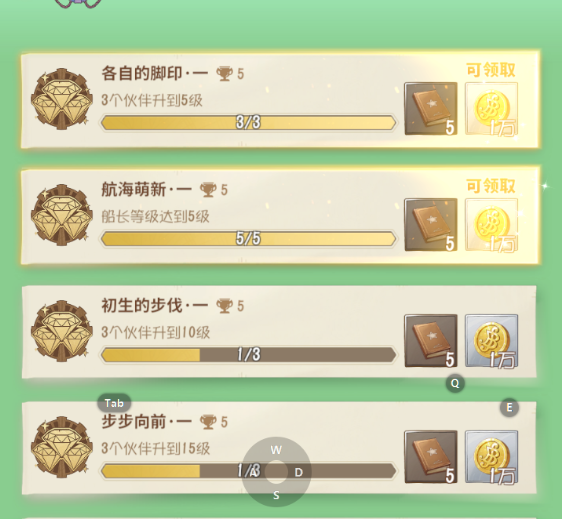 各自的脚印·一 5
可领取
3个伙伴升到5级
3/3
5
1万
航海萌新·一 5
可领取
船长等级达到5级
5/5
5
1万
初生的步伐·一 5
3个伙伴升到10级
1/3
5
1万
Q
Tab
E
步步向前·一 5
3个伙伴升到15级
W
1/3
A
D
S
5
1万